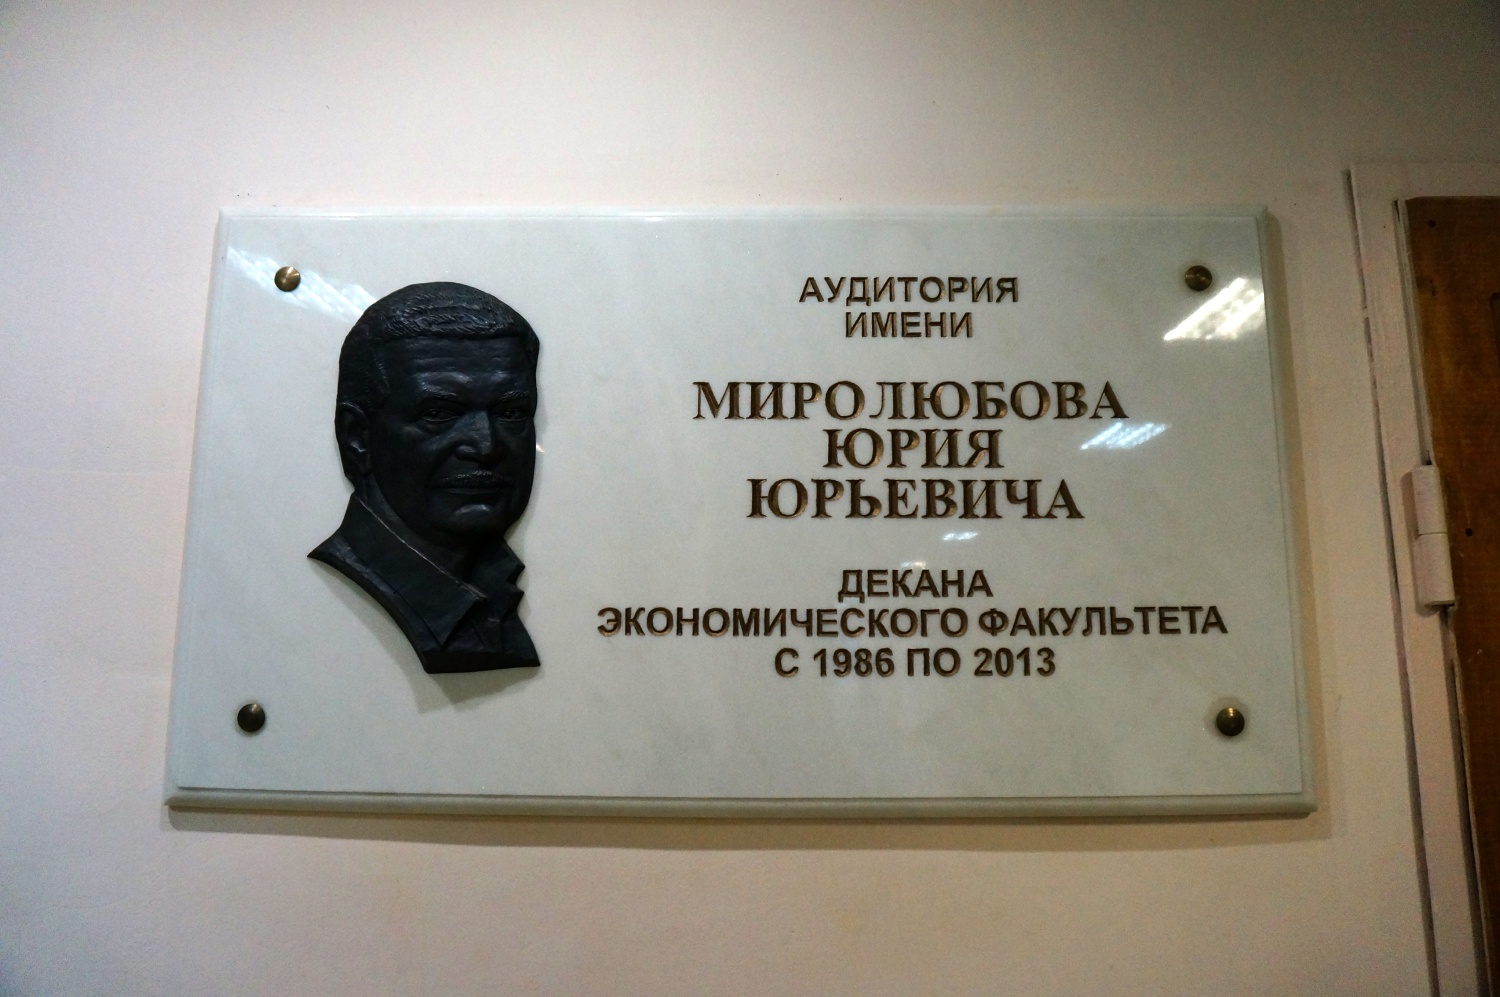 АУДИТОРИЯ
ИМЕНИ
МИРОЛЮБОВА
ЮРИЯ
ЮРЬЕВИЧА
ДЕКАНА
ЭКОНОМИЧЕСКОГО ФАКУЛЬТЕТА
С 1986 ПО 2013